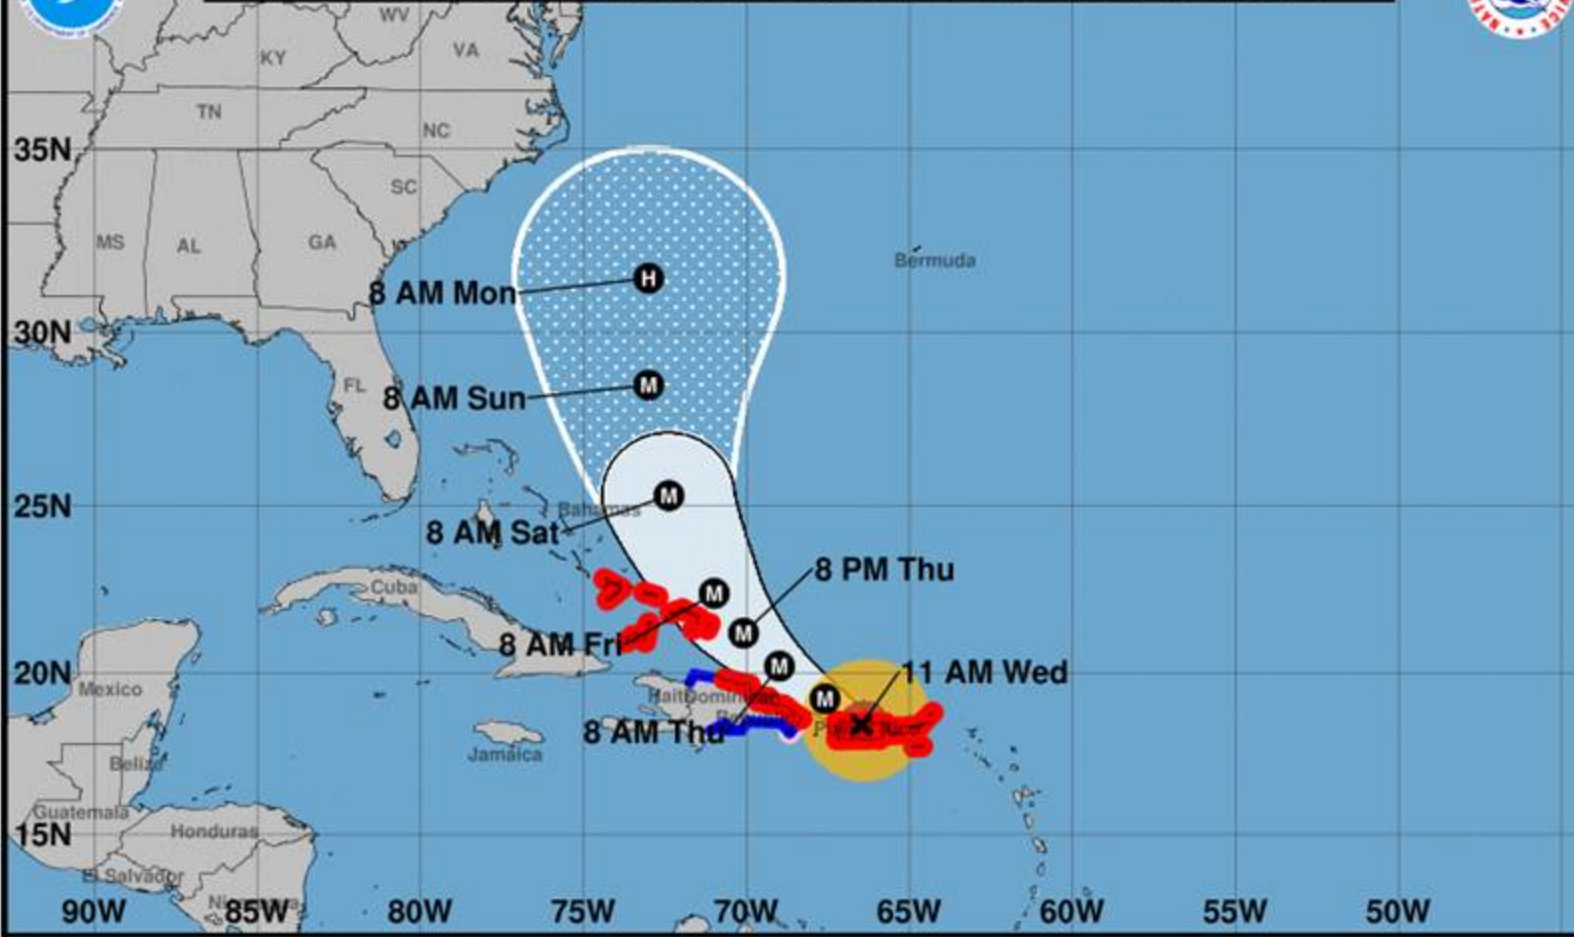 WV
KY
VA
TN
NC
35N
SC
MS
AL
GA
Bermuda
8 AM Mon
H
30N
FL
8 AM Sun
M
M
25N
Bahamas
8 AM Sat
8 PM Thu
Cuba
M
M
8 AM Fri
20N
M
11 AM Wed
Mexico
M
8 AM Thu
Jamaica
Belize
Guatemala
15N
Honduras
El Salvador
90W
85W
80W
75W
70W
65W
60W
55W
50W